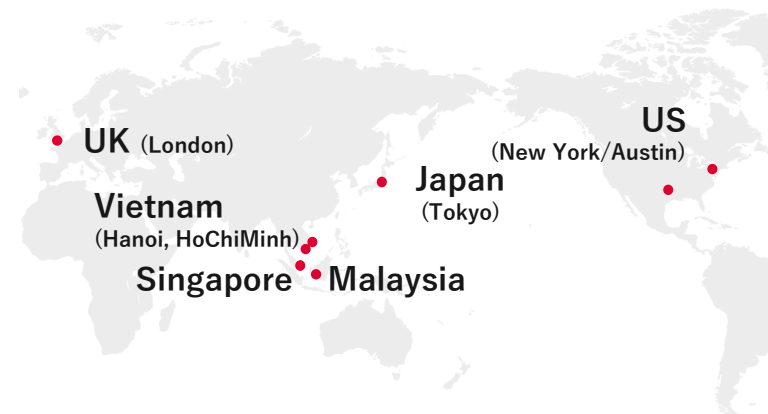 US
UK (London)
(New York/Austin)
Japan
Vietnam
(Tokyo)
(Hanoi, HoChiMinh)
Singapore
Malaysia